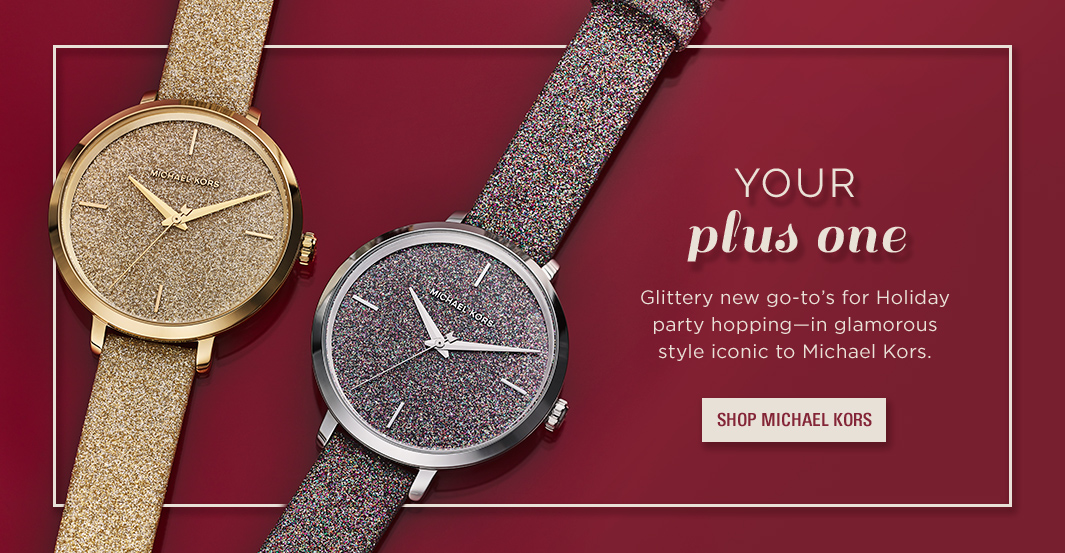 MICHAEL KORS
MICHAEL KORS
YOUR
plus one
Glittery new go-to’s for Holiday
party hopping—in glamorous
style iconic to Michael Kors.
SHOP MICHAEL KORS